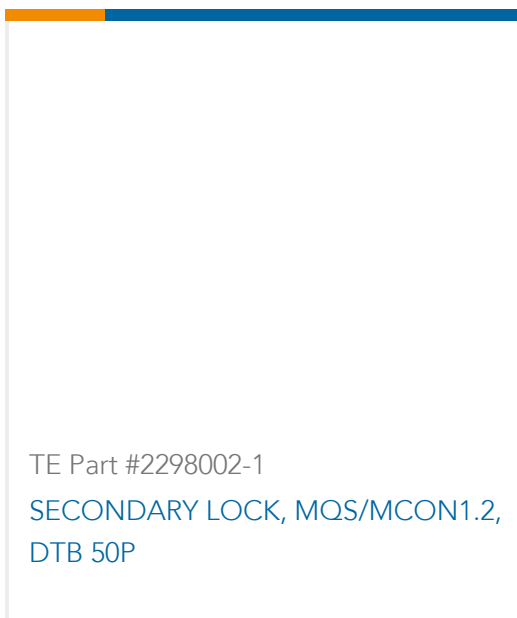 TE Part #2298002-1
SECONDARY LOCK, MQS/MCON1.2,
DTB 50P